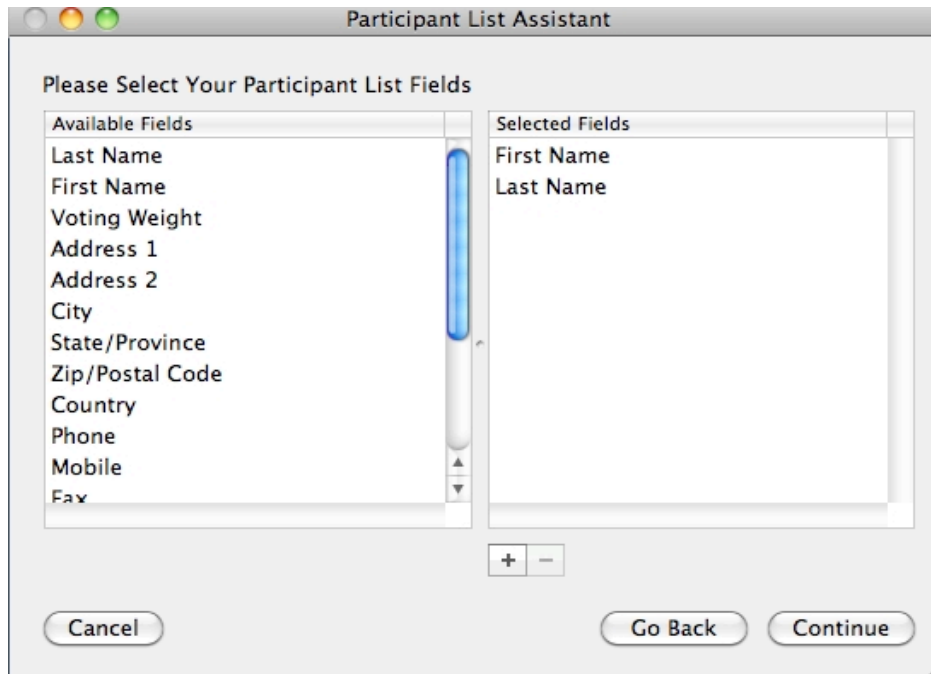 Participant List Assistant
Please Select Your Participant List Fields
Available Fields
Last Name
First Name
Voting Weight
Address 1
Address 2
City
State/Province
Zip/Postal Code
Country
Phone
Mobile
Fax
Selected Fields
First Name
Last Name
+ −
Cancel
Go Back
Continue